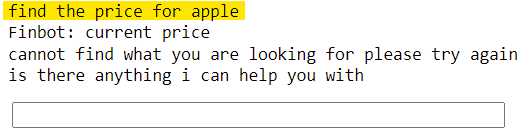 find the price for apple
Finbot: current price
cannot find what you are looking for please try again
is there anything i can help you with